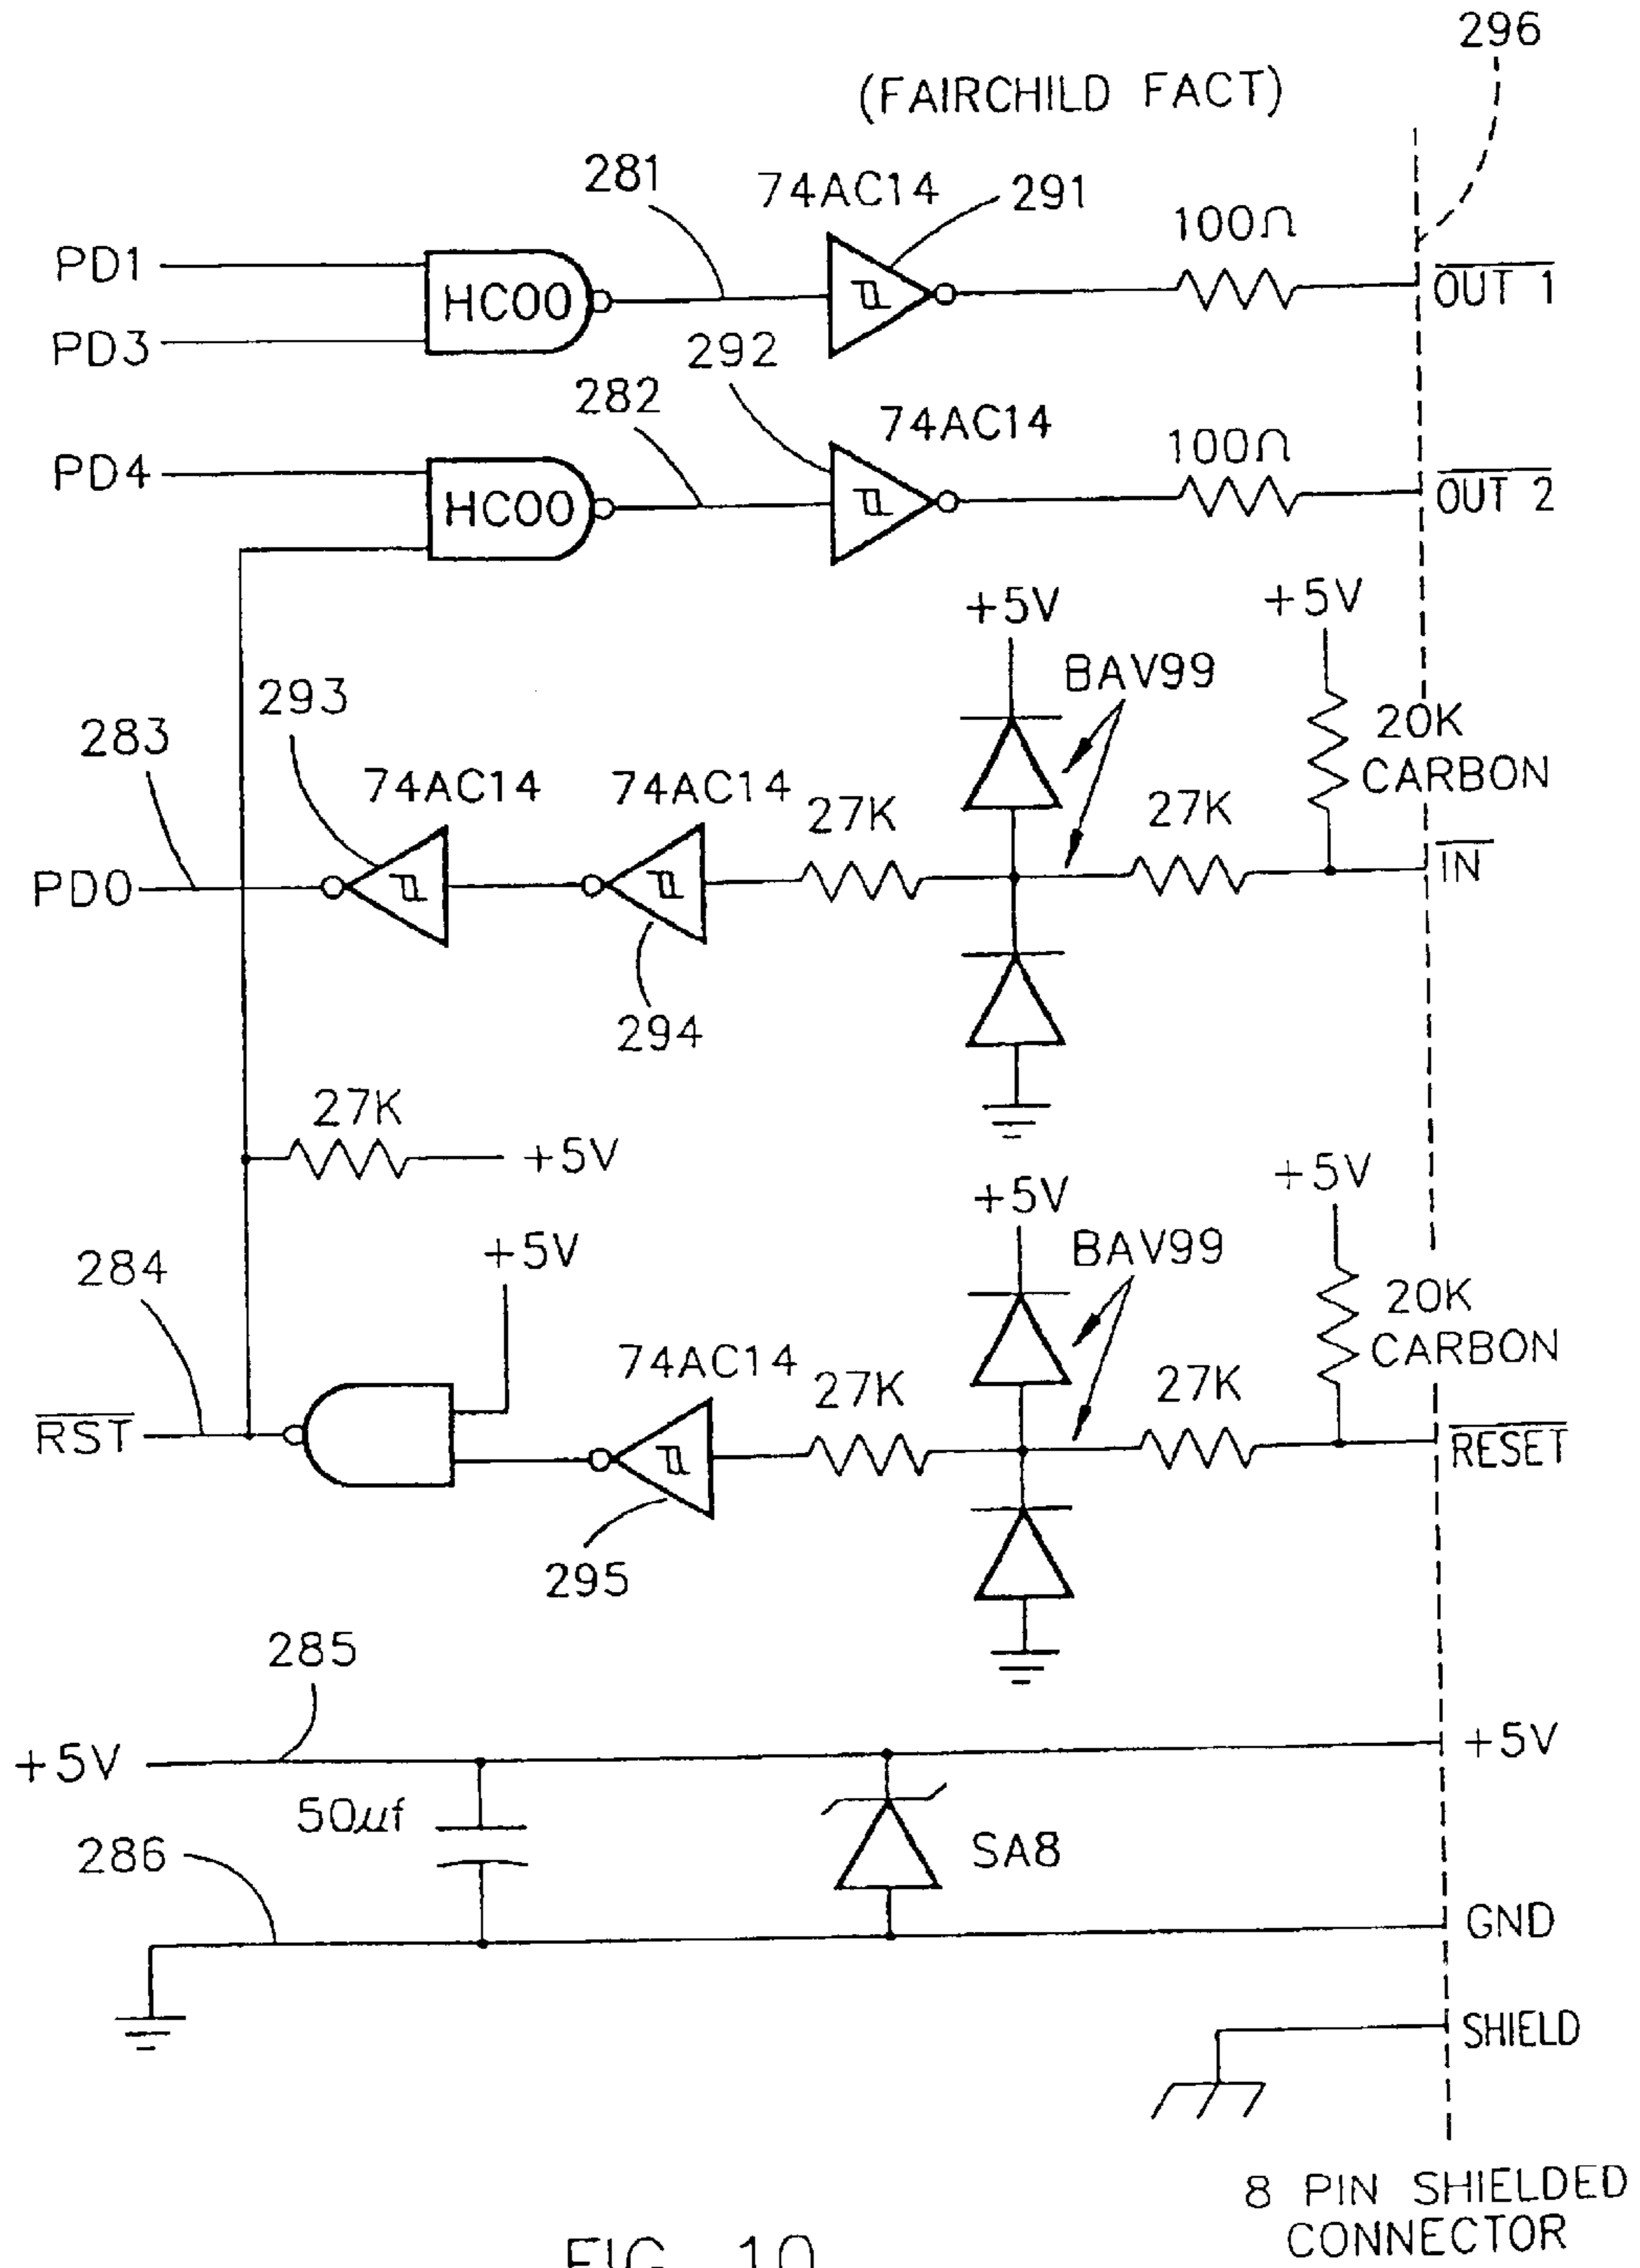 296
(FAIRCHILD FACT)
281
74AC14
291
100Ω
PD1
HC00
OUT 1
PD3
292
282
74AC14
100Ω
PD4
HC00
OUT 2
+5V
+5V
BAV99
293
283
20K
CARBON
74AC14
74AC14
27K
27K
PD0
IN
294
27K
+5V
+5V
+5V
+5V
BAV99
284
20K
CARBON
74AC14
27K
27K
RST
RESET
295
285
+5V
+5V
50µf
286
SA8
GND
SHIELD
8 PIN SHIELDED
CONNECTOR
FIG. 10